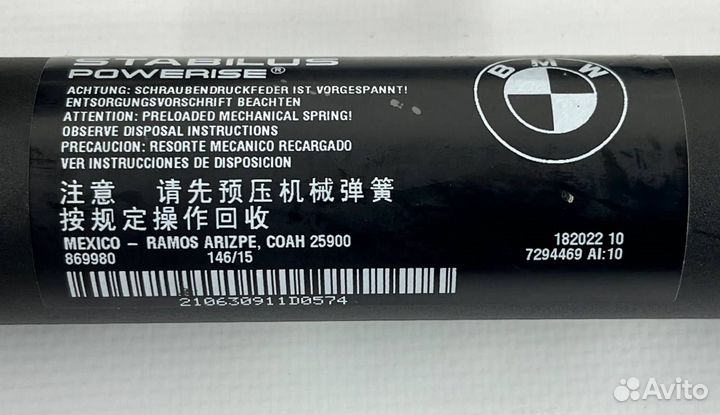 STABILUS
POWERISE®
ACHTUNG: SCHRAUBENDRUCKFEDER IST VORGESPANNT!
ENTSORGUNGSVORSCHRIFT BEACHTEN
ATTENTION: PRELOADED MECHANICAL SPRING!
OBSERVE DISPOSAL INSTRUCTIONS
PRECAUCION: RESORTE MECANICO RECARGADO
VER INSTRUCCIONES DE DISPOSICION
注意 请先预压机械弹簧
按规定操作回收
MEXICO – RAMOS ARIZPE, COAH 25900
869980 146/15
210630911D0574
BMW
182022 10
7294469 AI:10
Avito